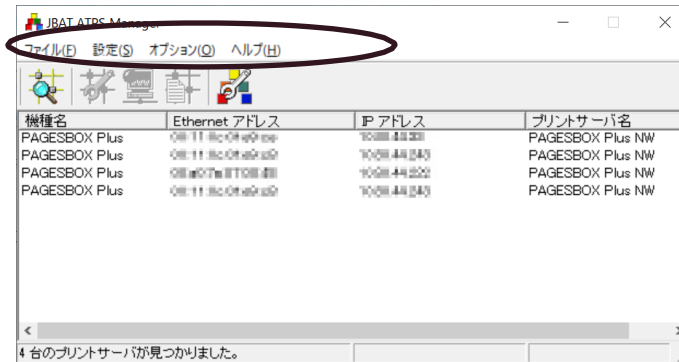 JBAT ATPS Manager
ファイル(F) 設定(S) オプション(O) ヘルプ(H)
機種名 Ethernet アドレス IP アドレス プリントサーバ名
PAGESBOX Plus PAGESBOX Plus NW
PAGESBOX Plus PAGESBOX Plus NW
PAGESBOX Plus PAGESBOX Plus NW
PAGESBOX Plus PAGESBOX Plus NW
4 台のプリントサーバが見つかりました。